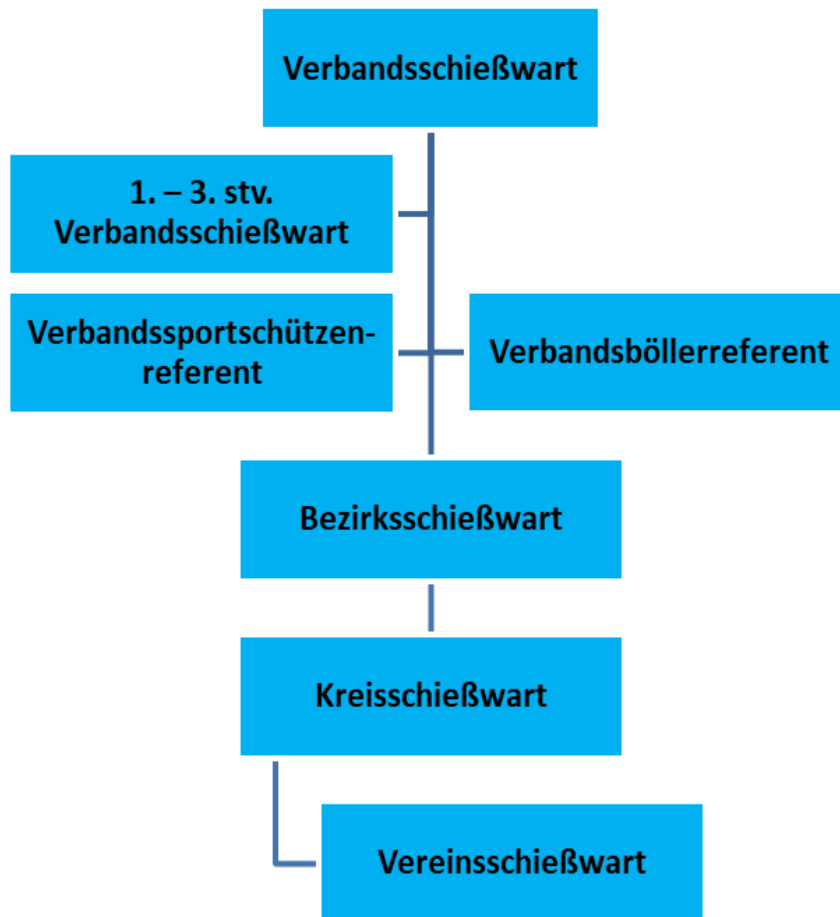 Verbandsschießwart
1. – 3. stv.
Verbandsschießwart
Verbandssportschützen-
referent
Verbandsböllerreferent
Bezirksschießwart
Kreisschießwart
Vereinsschießwart